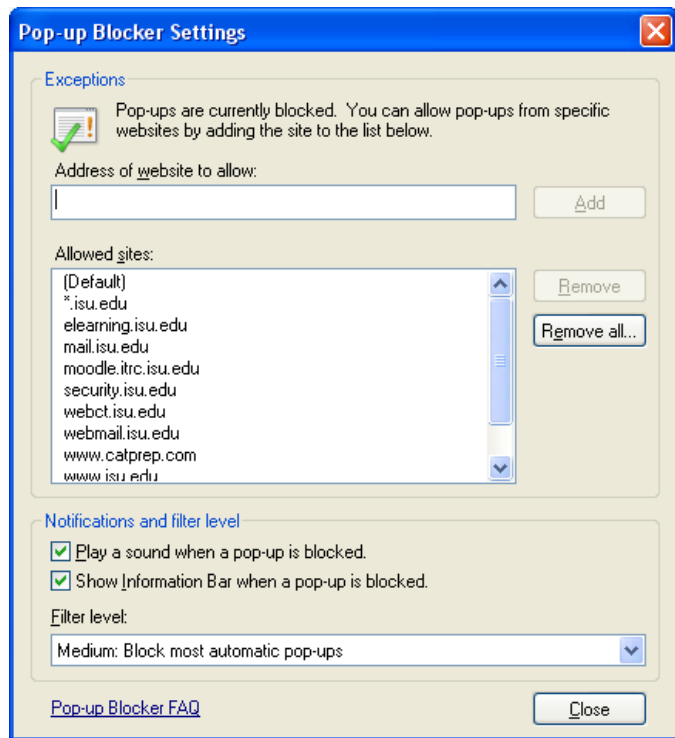 Pop-up Blocker Settings
Exceptions
Pop-ups are currently blocked. You can allow pop-ups from specific
websites by adding the site to the list below.
Address of website to allow:
Add
Allowed sites:
(Default)
*.isu.edu
elearning.isu.edu
mail.isu.edu
moodle.itrc.isu.edu
security.isu.edu
webct.isu.edu
webmail.isu.edu
www.catprep.com
www.isu.edu
Remove
Remove all...
Notifications and filter level
Play a sound when a pop-up is blocked.
Show Information Bar when a pop-up is blocked.
Filter level:
Medium: Block most automatic pop-ups
Pop-up Blocker FAQ
Close